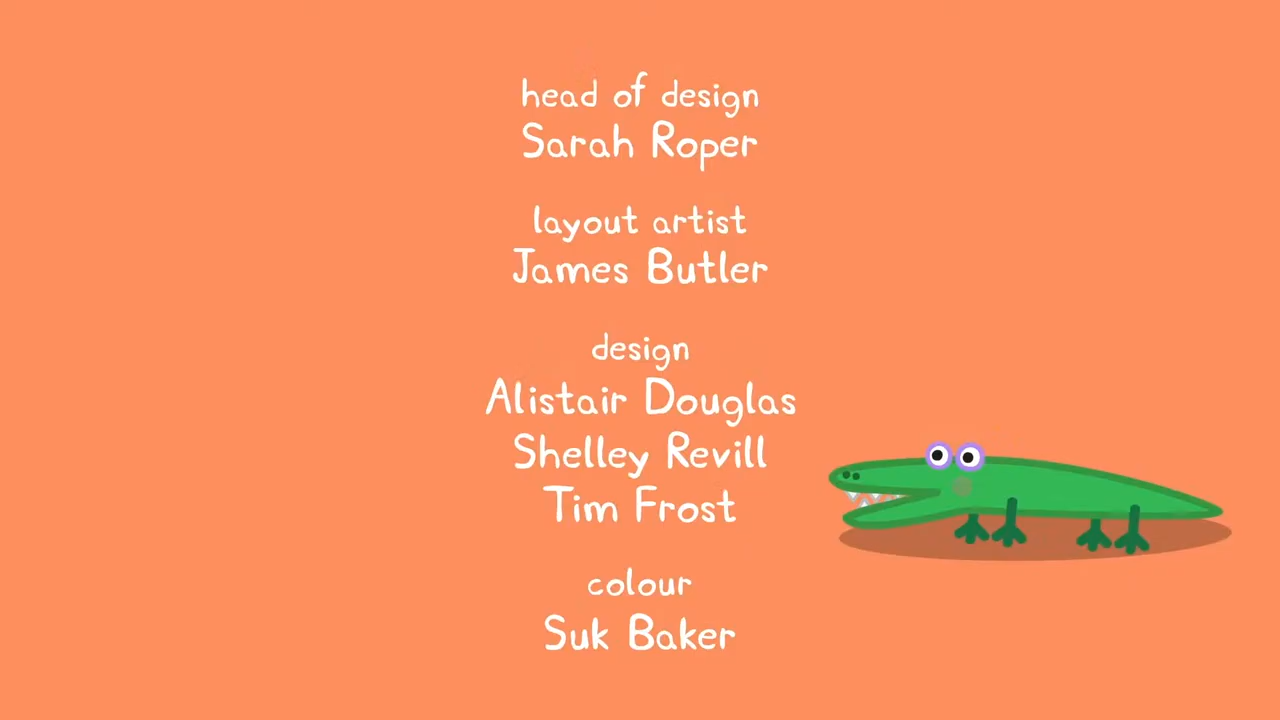 head of design
Sarah Roper
layout artist
James Butler
design
Alistair Douglas
Shelley Revill
Tim Frost
colour
Suk Baker